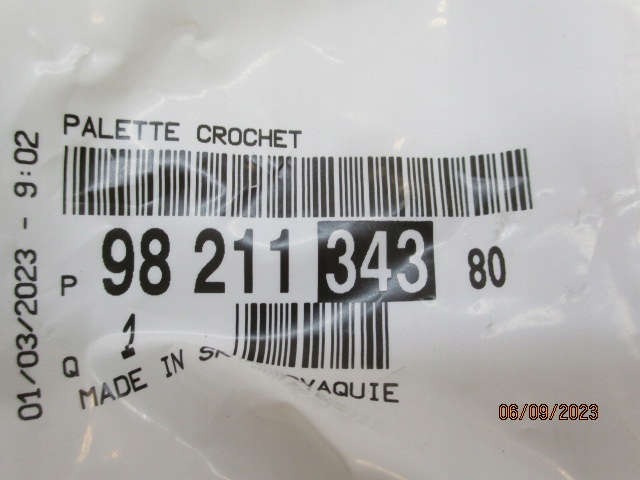 PALETTE CROCHET
P 98 211 343 80
Q 1
MADE IN
01/03/2023 - 9:02
06/09/2023